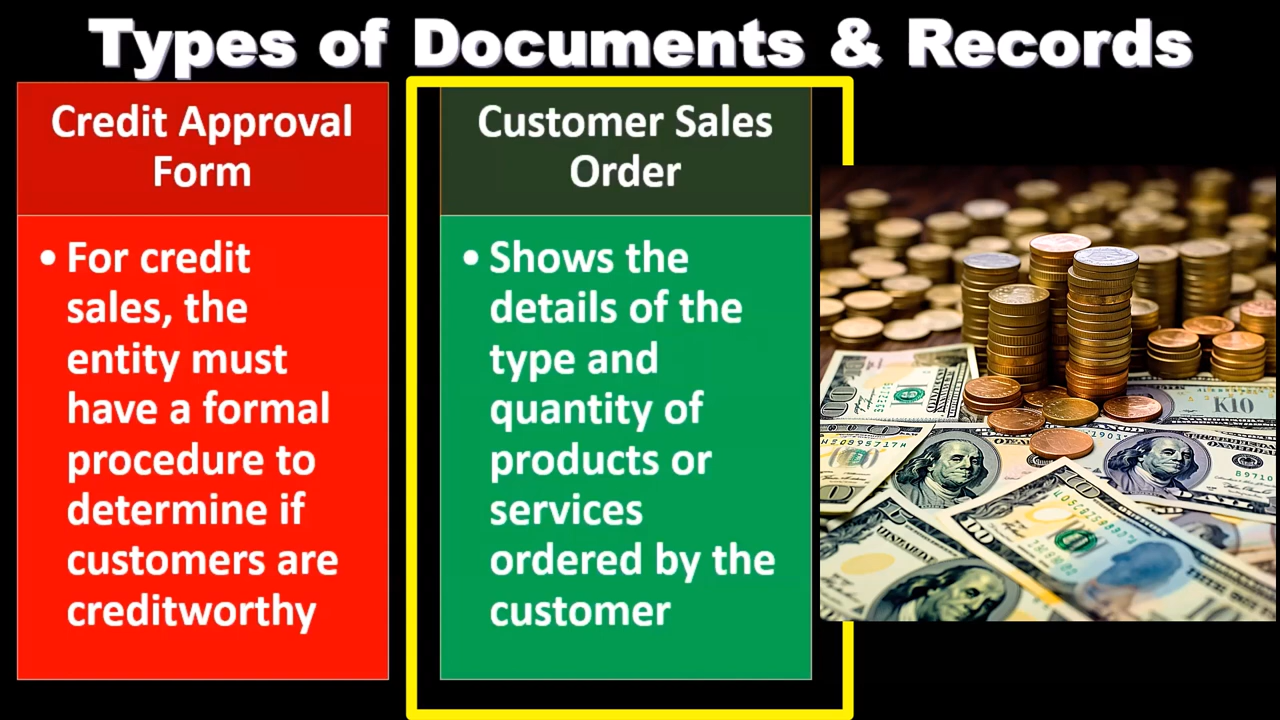 Types of Documents & Records
Credit Approval
Form
• For credit
sales, the
entity must
have a formal
procedure to
determine if
customers are
creditworthy
Customer Sales
Order
• Shows the
details of the
type and
quantity of
products or
services
ordered by the
customer
K10